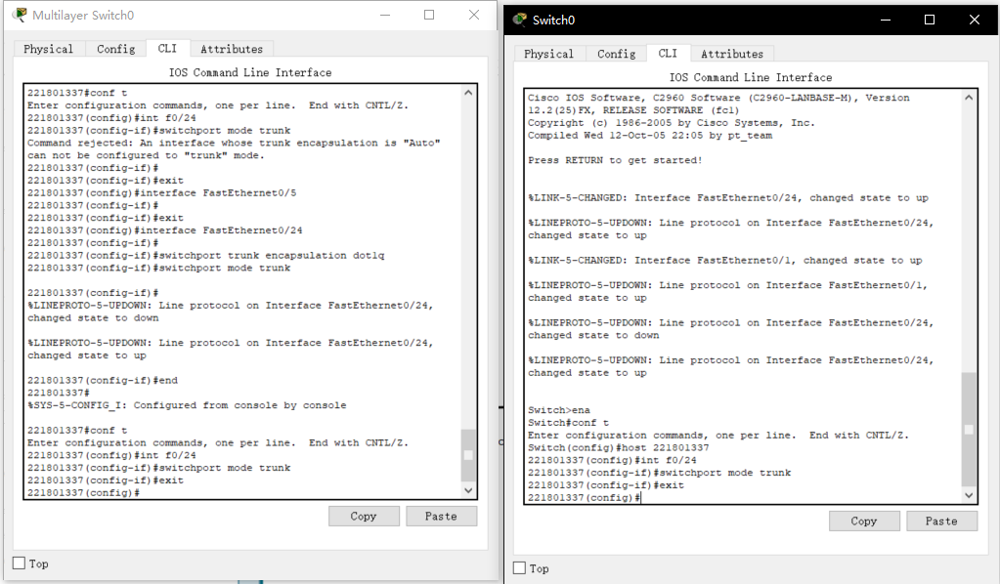 Multilayer Switch0
Physical Config CLI Attributes
IOS Command Line Interface
221801337#conf t
Enter configuration commands, one per line. End with CNTL/Z.
221801337(config)#int f0/24
221801337(config-if)#switchport mode trunk
Command rejected: An interface whose trunk encapsulation is "Auto"
can not be configured to "trunk" mode.
221801337(config-if)#
221801337(config-if)#exit
221801337(config)#interface FastEthernet0/5
221801337(config-if)#
221801337(config-if)#exit
221801337(config)#interface FastEthernet0/24
221801337(config-if)#
221801337(config-if)#switchport trunk encapsulation dot1q
221801337(config-if)#switchport mode trunk
221801337(config-if)#
%LINEPROTO-5-UPDOWN: Line protocol on Interface FastEthernet0/24,
changed state to down
%LINEPROTO-5-UPDOWN: Line protocol on Interface FastEthernet0/24,
changed state to up
221801337(config-if)#end
221801337#
%SYS-5-CONFIG_I: Configured from console by console
221801337#conf t
Enter configuration commands, one per line. End with CNTL/Z.
221801337(config)#int f0/24
221801337(config-if)#switchport mode trunk
221801337(config-if)#exit
221801337(config)#
Copy Paste
Top
Switch0
Physical Config CLI Attributes
IOS Command Line Interface
Cisco IOS Software, C2960 Software (C2960-LANBASE-M), Version
12.2(25)FX, RELEASE SOFTWARE (fc1)
Copyright (c) 1986-2005 by Cisco Systems, Inc.
Compiled Wed 12-Oct-05 22:05 by pt_team
Press RETURN to get started!
%LINK-5-CHANGED: Interface FastEthernet0/24, changed state to up
%LINEPROTO-5-UPDOWN: Line protocol on Interface FastEthernet0/24,
changed state to up
%LINK-5-CHANGED: Interface FastEthernet0/1, changed state to up
%LINEPROTO-5-UPDOWN: Line protocol on Interface FastEthernet0/1,
changed state to up
%LINEPROTO-5-UPDOWN: Line protocol on Interface FastEthernet0/24,
changed state to down
%LINEPROTO-5-UPDOWN: Line protocol on Interface FastEthernet0/24,
changed state to up
Switch>ena
Switch#conf t
Enter configuration commands, one per line. End with CNTL/Z.
Switch(config)#host 221801337
221801337(config)#int f0/24
221801337(config-if)#switchport mode trunk
221801337(config-if)#exit
221801337(config)#
Copy Paste
Top